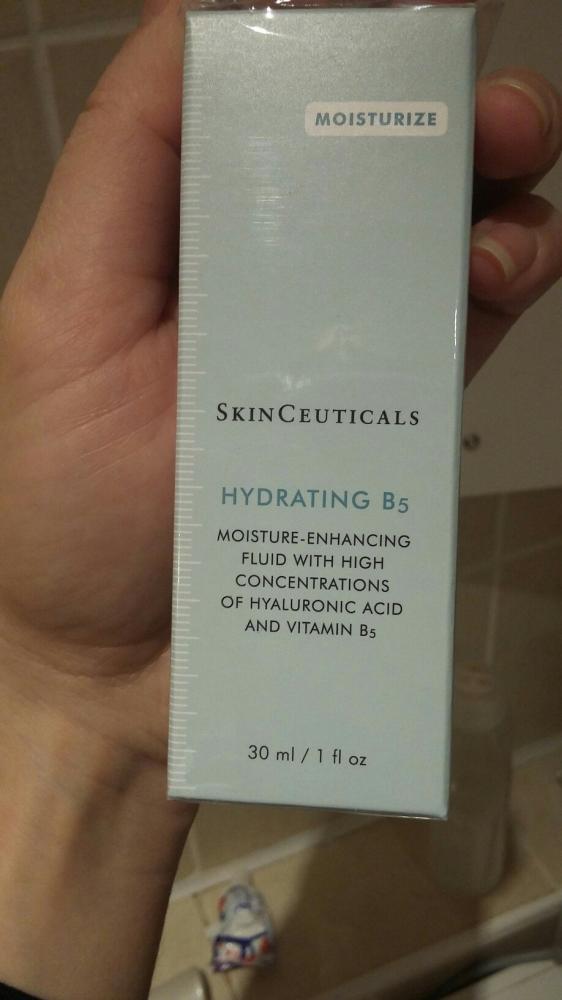 MOISTURIZE
SKINCEUTICALS
HYDRATING B5
MOISTURE-ENHANCING
FLUID WITH HIGH
CONCENTRATIONS
OF HYALURONIC ACID
AND VITAMIN B5
30 ml / 1 fl oz